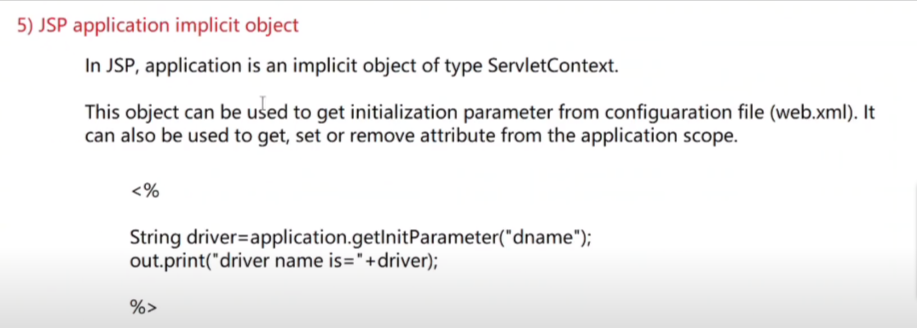 5) JSP application implicit object
In JSP, application is an implicit object of type ServletContext.
This object can be used to get initialization parameter from configuaration file (web.xml). It
can also be used to get, set or remove attribute from the application scope.
<%
String driver=application.getInitParameter("dname");
out.print("driver name is="+driver);
%>